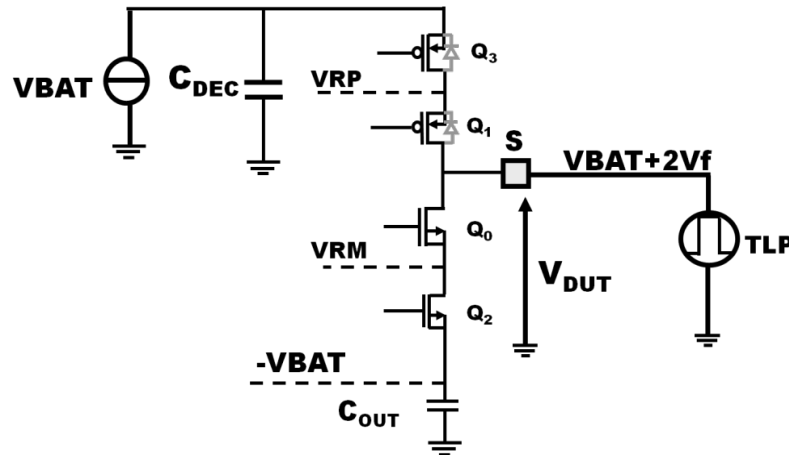 Q3
VRP
VBAT
CDEC
Q1
S
VBAT+2Vf
Q0
VRM
TLP
VDUT
Q2
-VBAT
COUT